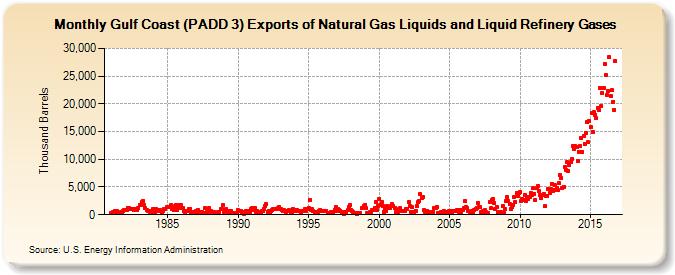 Monthly Gulf Coast (PADD 3) Exports of Natural Gas Liquids and Liquid Refinery Gases
Thousand Barrels
30,000
25,000
20,000
15,000
10,000
5,000
0
1985 1990 1995 2000 2005 2010 2015
Source: U.S. Energy Information Administration